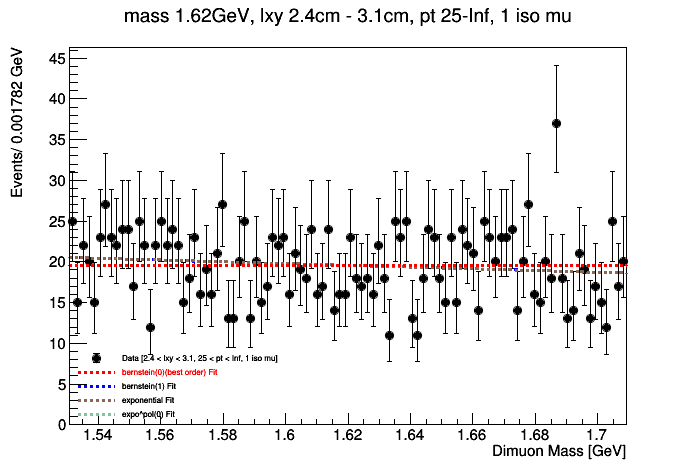 mass 1.62GeV, lxy 2.4cm - 3.1cm, pt 25-Inf, 1 iso mu
Events/ 0.001782 GeV
45
40
35
30
25
20
15
10
5
0
Data [2.4 < lxy < 3.1, 25 < pt < Inf, 1 iso mu]
bernstein(0)(best order) Fit
bernstein(1) Fit
exponential Fit
expo^pol(0) Fit
1.54 1.56 1.58 1.6 1.62 1.64 1.66 1.68 1.7
Dimuon Mass [GeV]